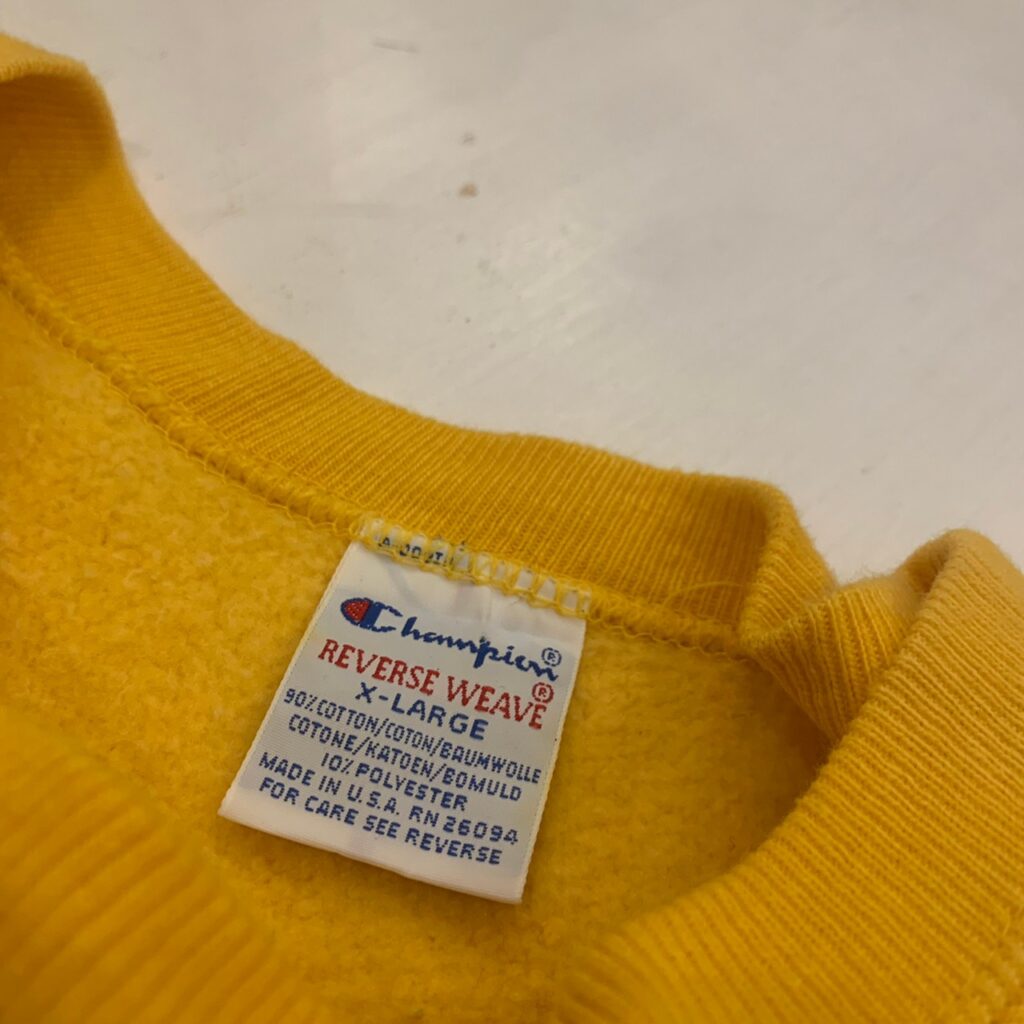 Champion®
REVERSE WEAVE®
X-LARGE
90% COTTON/COTON/BAUMWOLLE
COTONE/KATOEN/BOMULD
10% POLYESTER
MADE IN U.S.A. RN 26094
FOR CARE SEE REVERSE